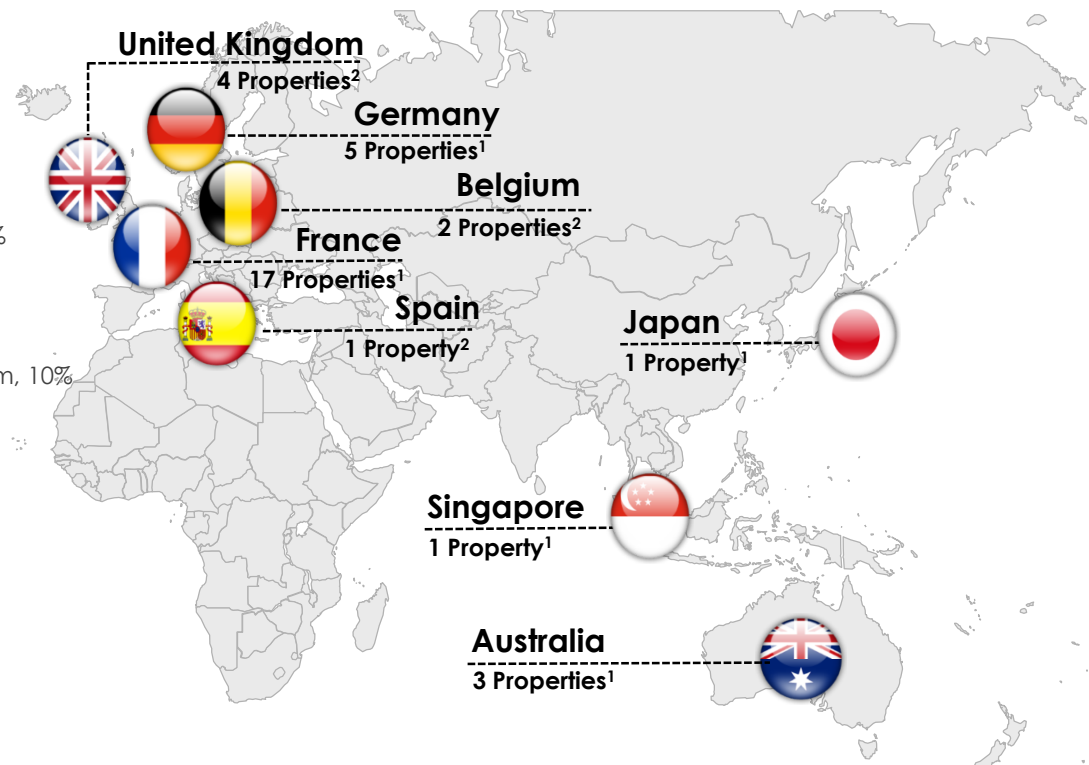 United Kingdom
4 Properties²
Germany
5 Properties¹
Belgium
2 Properties²
%
France
17 Properties¹
Spain
1 Property²
Japan
1 Property¹
m, 10%
Singapore
1 Property¹
Australia
3 Properties¹